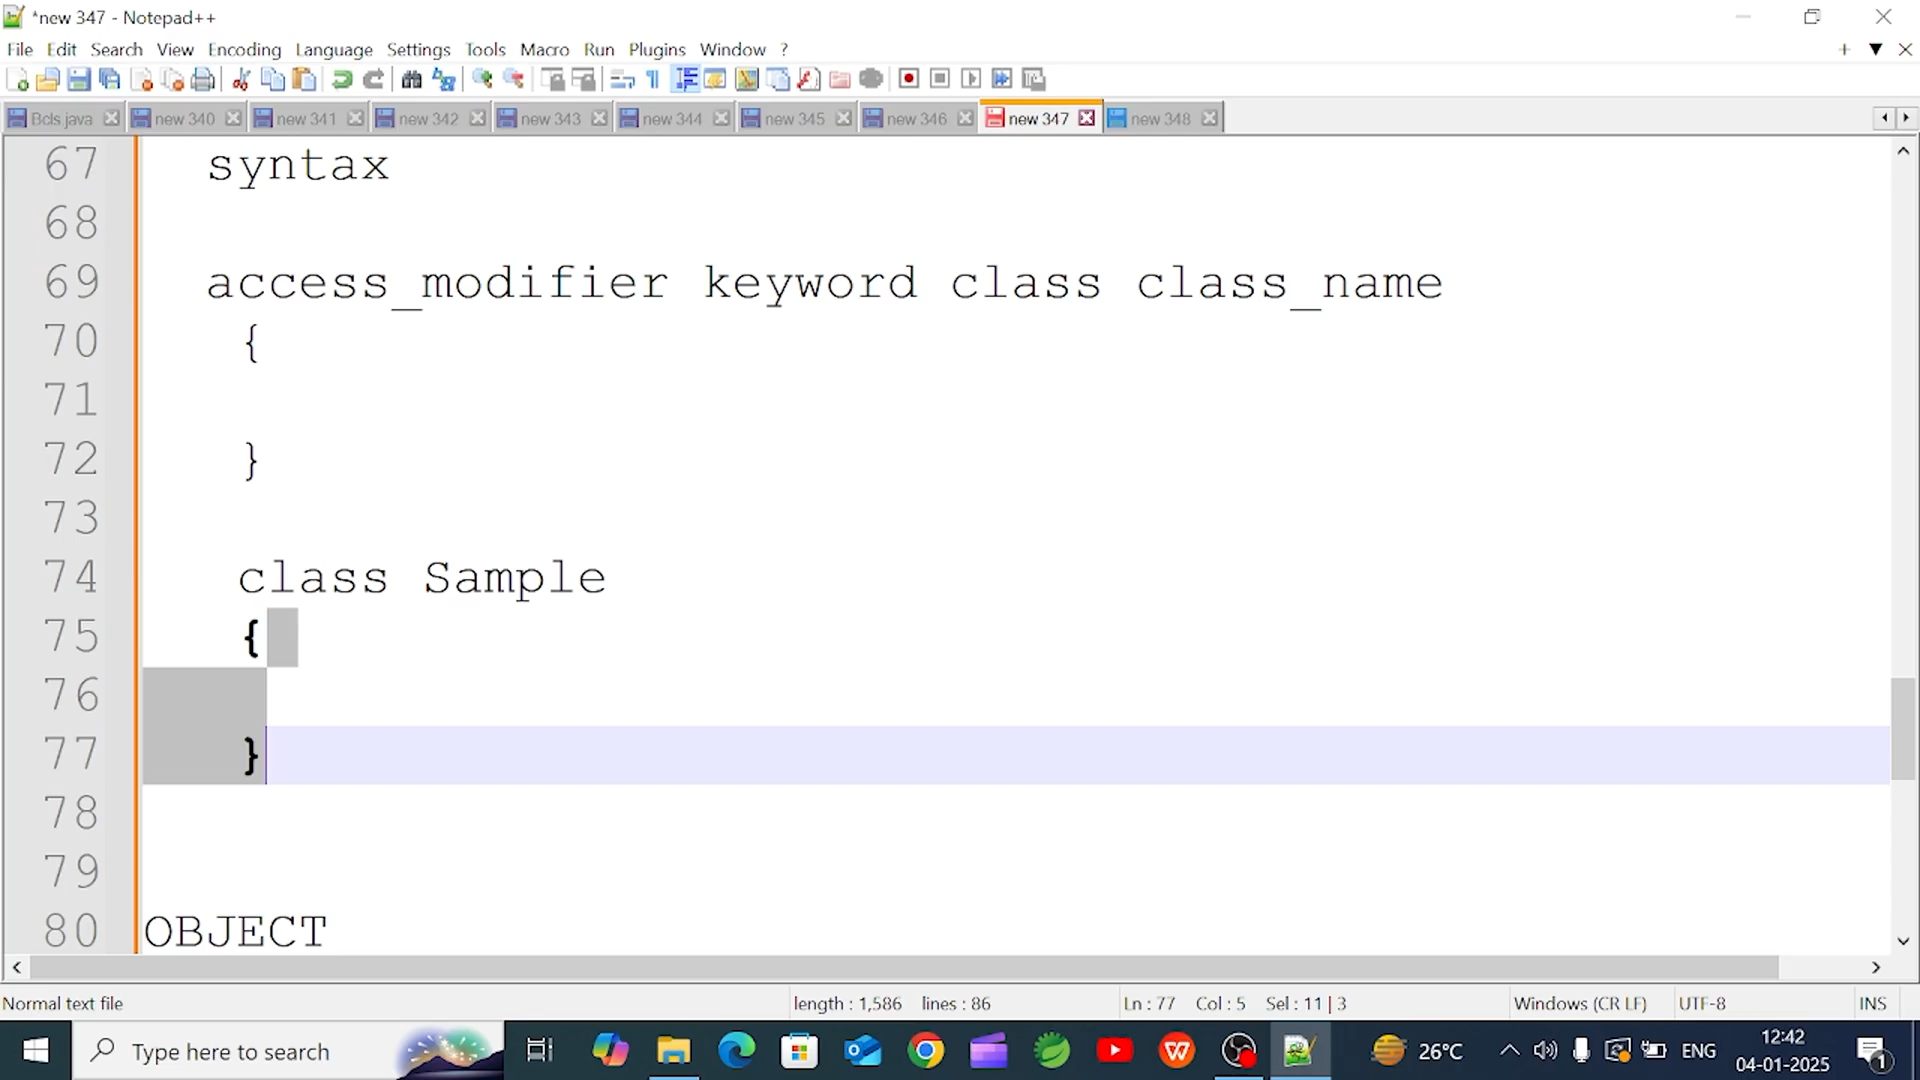 *new 347 - Notepad++
File Edit Search View Encoding Language Settings Tools Macro Run Plugins Window ?
Bcls java new 340 new 341 new 342 new 343 new 344 new 345 new 346 new 347 new 348
67 syntax
68
69 access_modifier keyword class class_name
70 {
71
72 }
73
74 class Sample
75 {
76
77 }
78
79
80 OBJECT
Normal text file length : 1,586 lines : 86 Ln : 77 Col : 5 Sel : 11 | 3 Windows (CR LF) UTF-8 INS
Type here to search 26°C ENG 12:42
04-01-2025 1